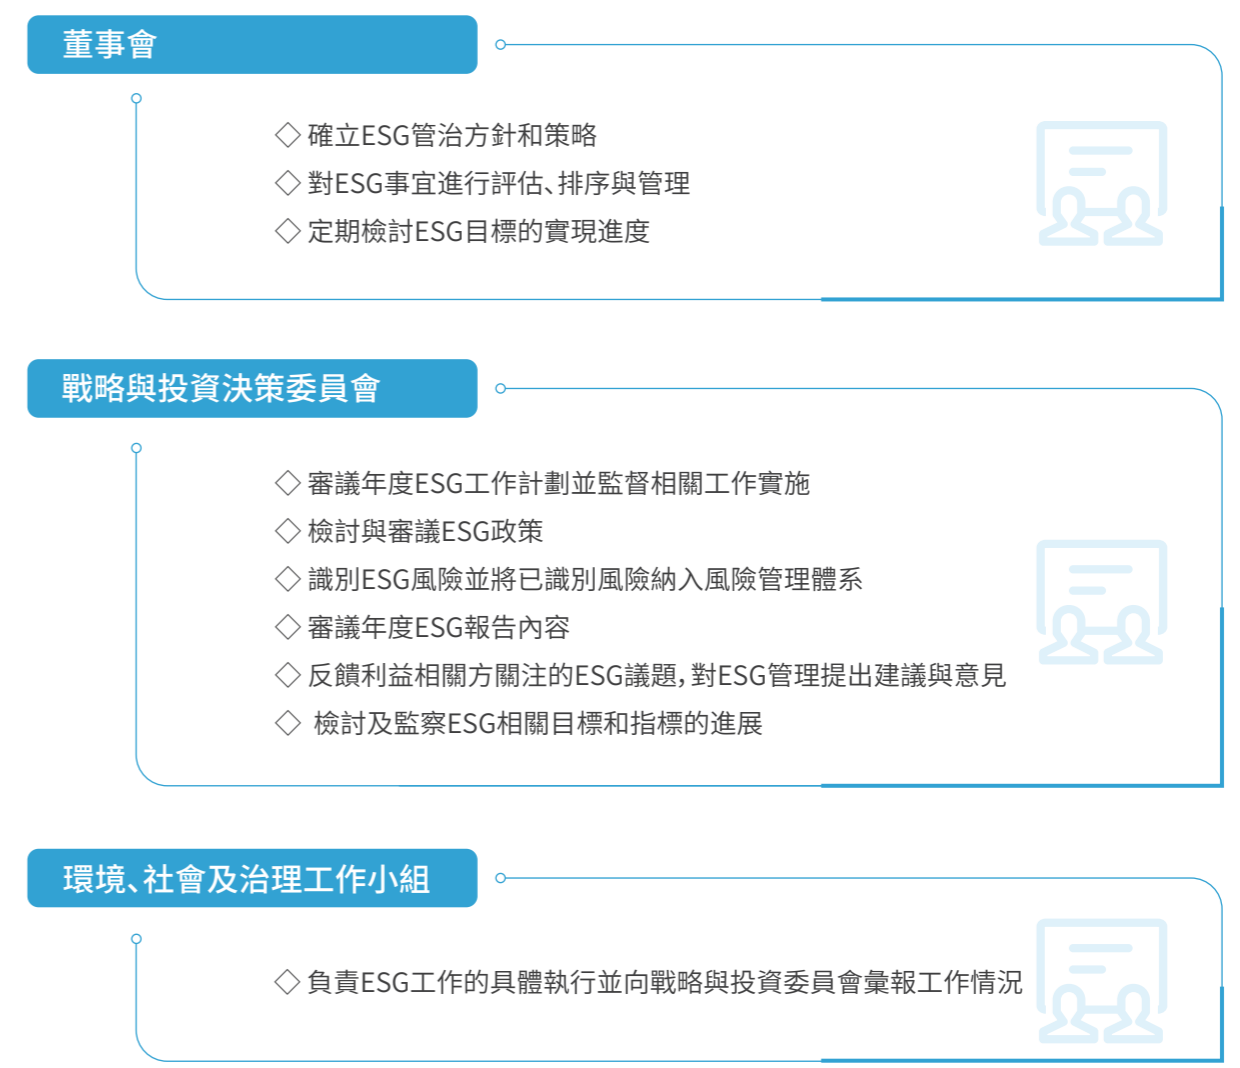 董事會
◇ 確立ESG管治方針和策略
◇ 對ESG事宜進行評估、排序與管理
◇ 定期檢討ESG目標的實現進度
戰略與投資決策委員會
◇ 審議年度ESG工作計劃並監督相關工作實施
◇ 檢討與審議ESG政策
◇ 識別ESG風險並將已識別風險納入風險管理體系
◇ 審議年度ESG報告內容
◇ 反饋利益相關方關注的ESG議題，對ESG管理提出建議與意見
◇ 檢討及監察ESG相關目標和指標的進展
環境、社會及治理工作小組
◇ 負責ESG工作的具體執行並向戰略與投資委員會彙報工作情況